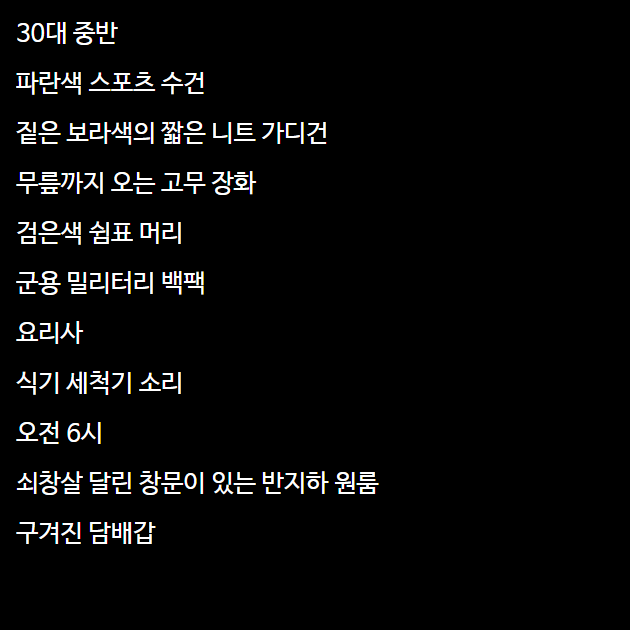 30대 중반
파란색 스포츠 수건
짙은 보라색의 짧은 니트 가디건
무릎까지 오는 고무 장화
검은색 쉼표 머리
군용 밀리터리 백팩
요리사
식기 세척기 소리
오전 6시
쇠창살 달린 창문이 있는 반지하 원룸
구겨진 담배갑